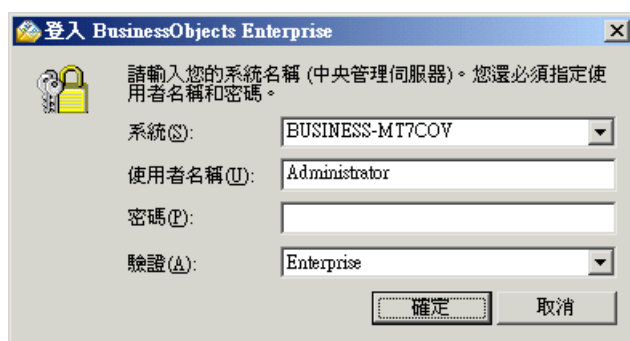 登入 BusinessObjects Enterprise
請輸入您的系統名稱 (中央管理伺服器)。您還必須指定使
用者名稱和密碼。
系統(S): BUSINESS-MT7COV
使用者名稱(U): Administrator
密碼(P):
驗證(A): Enterprise
確定 取消